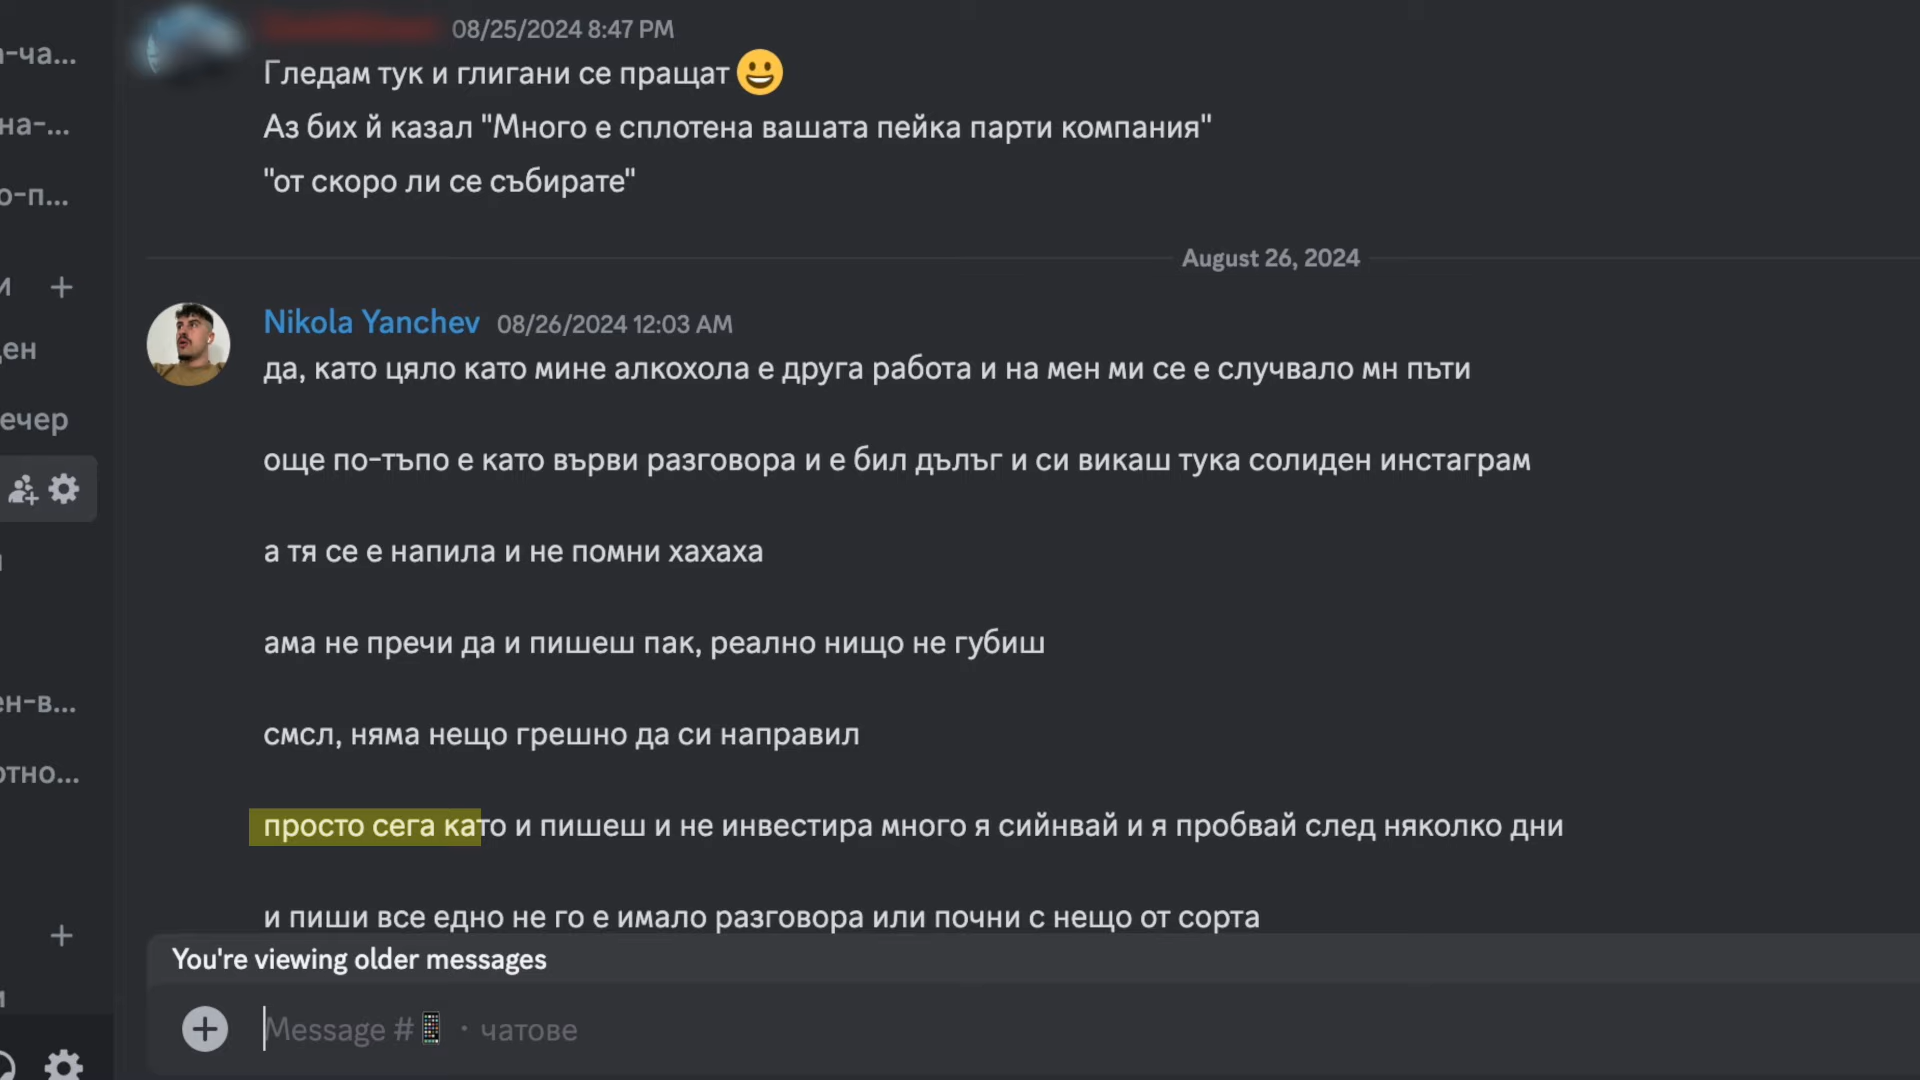 -ча...
на-...
о-п...
и
ен
ечер
ен-в...
отно...
08/25/2024 8:47 PM
Гледам тук и глигани се пращат 😀
Аз бих й казал "Много е сплотена вашата пейка парти компания"
"от скоро ли се събирате"
August 26, 2024
Nikola Yanchev 08/26/2024 12:03 AM
да, като цяло като мине алкохола е друга работа и на мен ми се е случвало мн пъти
още по-тъпо е като върви разговора и е бил дълъг и си викаш тука солиден инстаграм
а тя се е напила и не помни хахаха
ама не пречи да и пишеш пак, реално нищо не губиш
смсл, няма нещо грешно да си направил
просто сега като и пишеш и не инвестира много я сийнвай и я пробвай след няколко дни
и пиши все едно не го е имало разговора или почни с нещо от сорта
You're viewing older messages
Message #📱・чатове